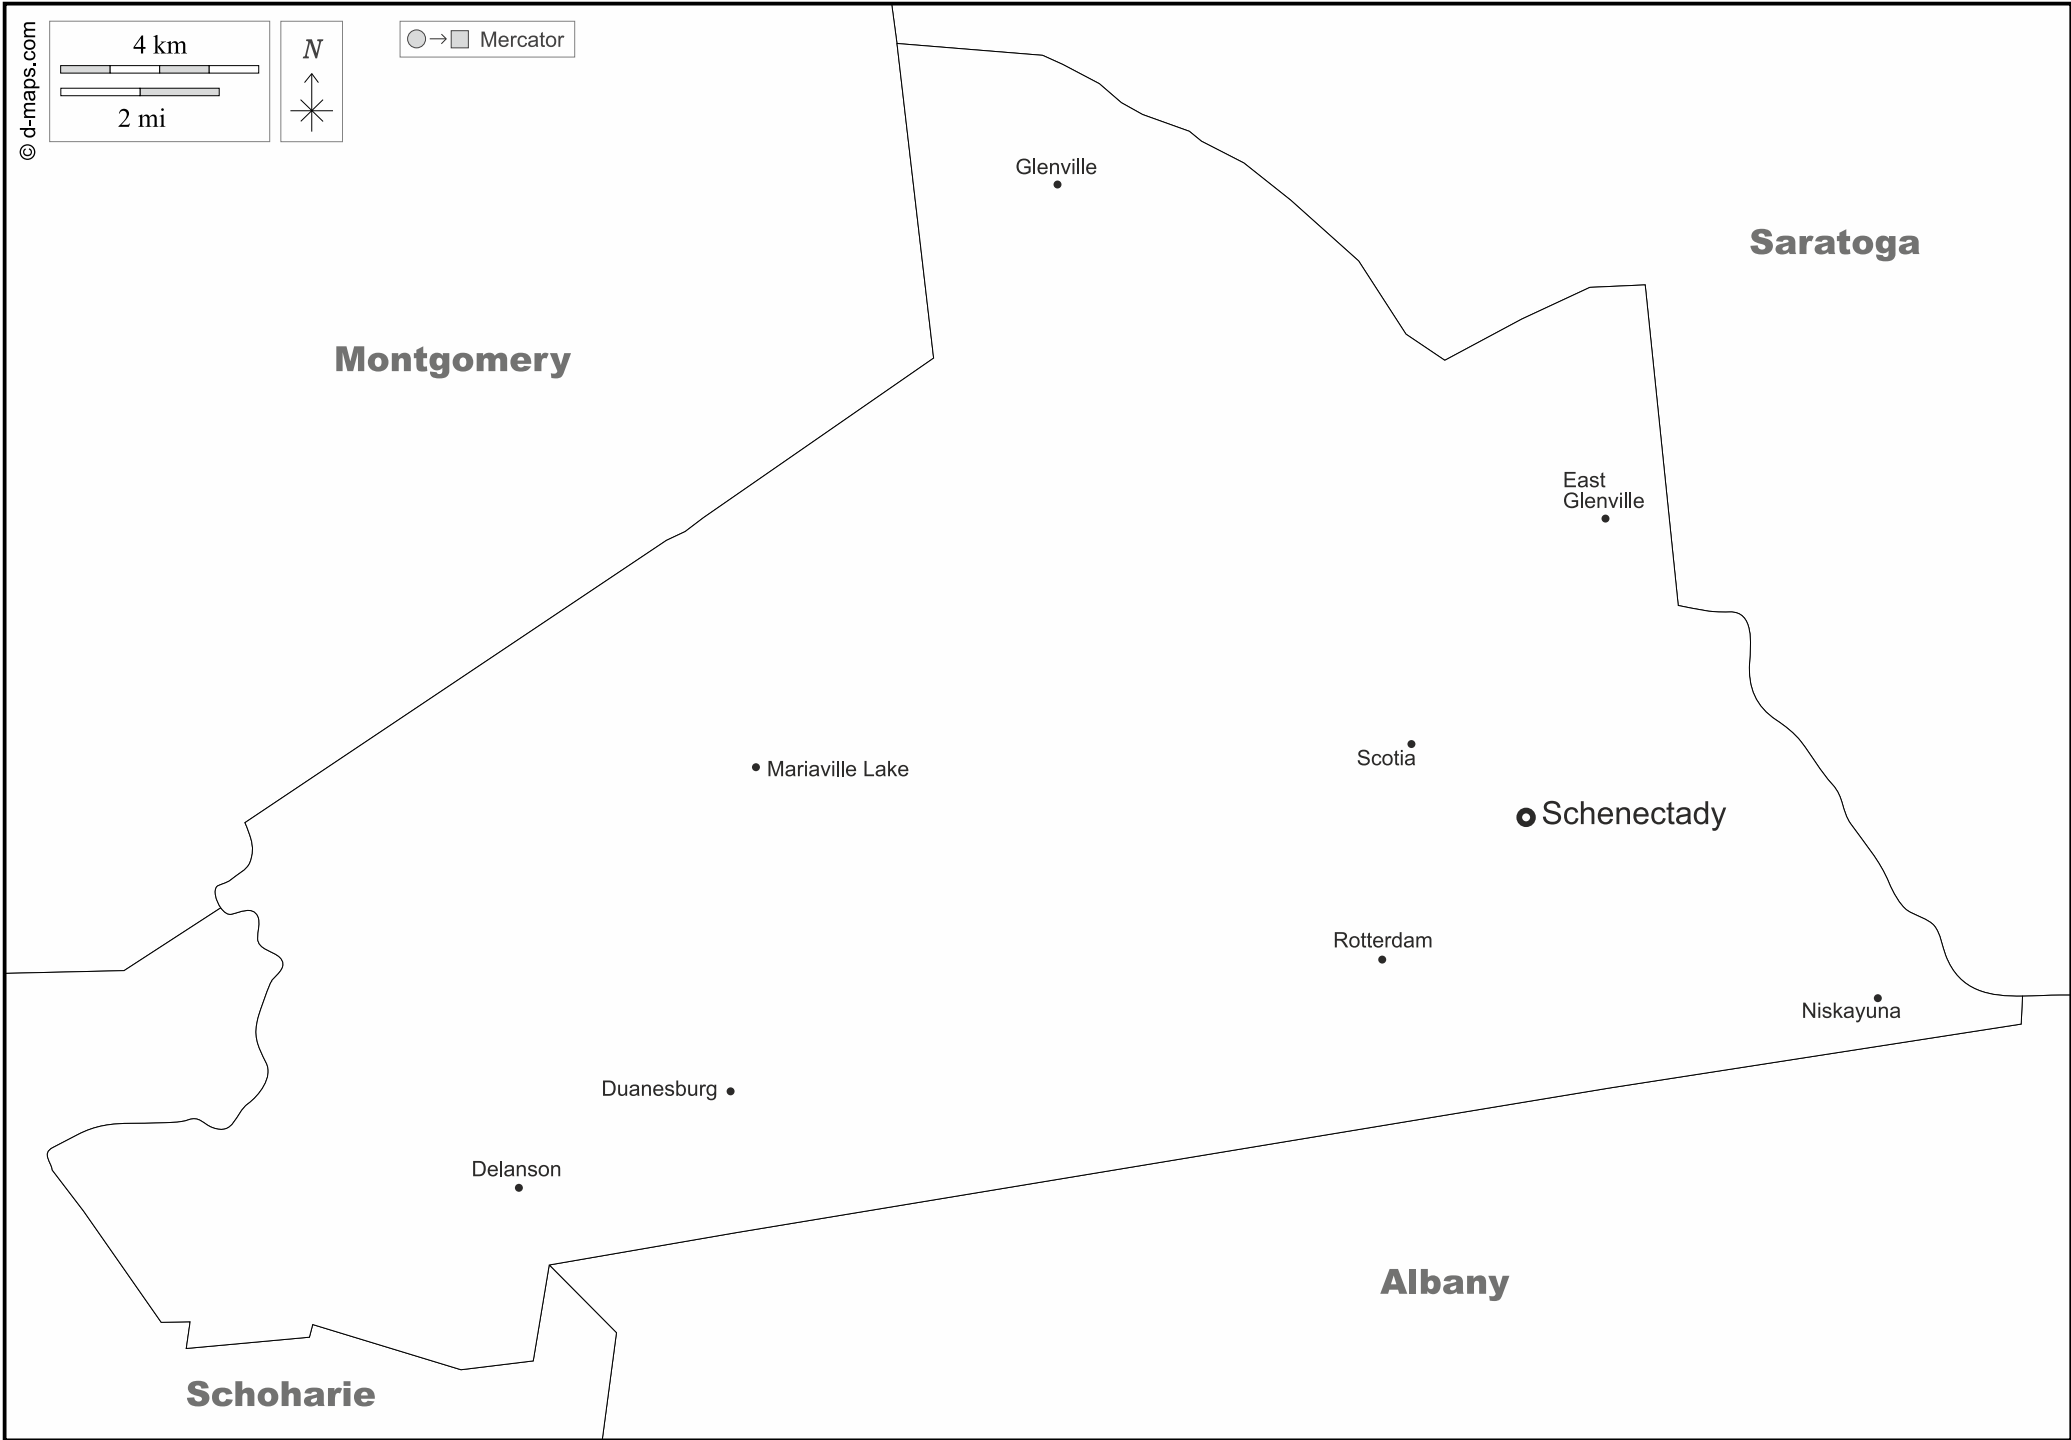 © d-maps.com
4 km
2 mi
N
Mercator
Glenville
Saratoga
Montgomery
East
Glenville
Scotia
Mariaville Lake
Schenectady
Rotterdam
Niskayuna
Duanesburg
Delanson
Albany
Schoharie